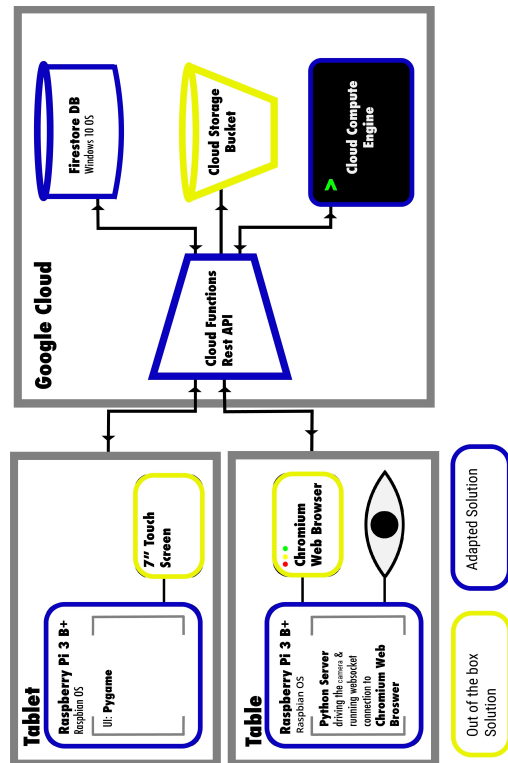 Google Cloud
Firestore DB
Windows 10 OS
Cloud Storage
Bucket
>
Cloud Compute
Engine
Cloud Functions
Rest API
Tablet
Raspberry Pi 3 B+
Raspbian OS
UI: Pygame
7” Touch
Screen
Table
Raspberry Pi 3 B+
Raspbian OS
Python Server
driving the camera &
running websocket
connection to
Chromium Web
Broswer
Chromium
Web Browser
Out of the box
Solution
Adapted Solution